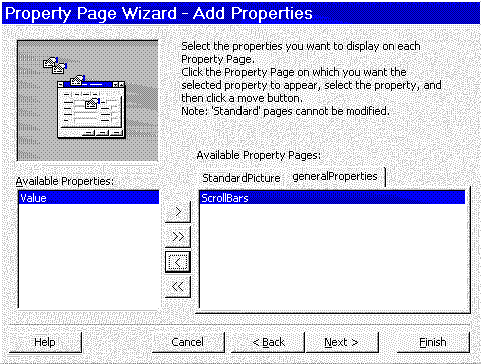 Property Page Wizard - Add Properties
Select the properties you want to display on each
Property Page.
Click the Property Page on which you want the
selected property to appear, select the property, and
then click a move button.
Note: 'Standard' pages cannot be modified.
Available Property Pages:
Available Properties:
StandardPicture generalProperties
Value
ScrollBars
>
>>
<
<<
Help Cancel < Back Next > Finish